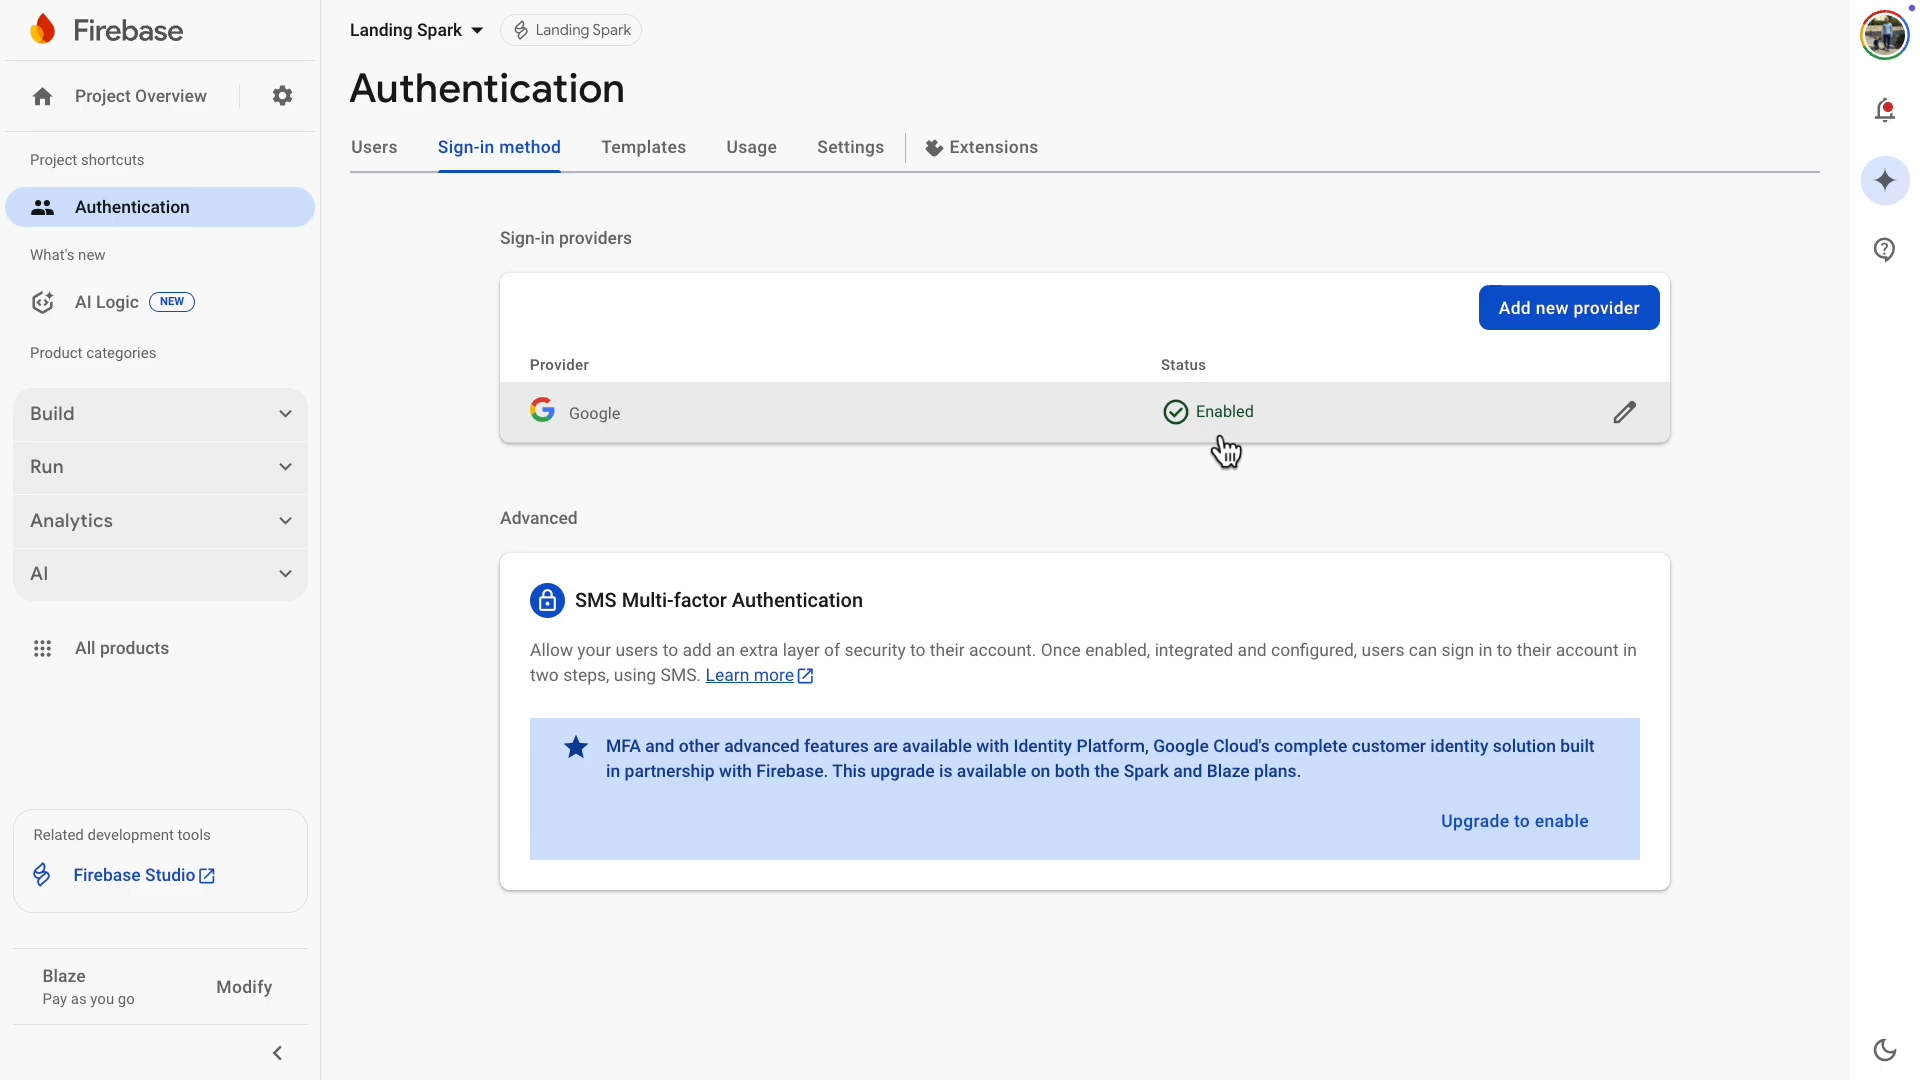 Firebase
Project Overview
Project shortcuts
Authentication
What's new
AI Logic NEW
Product categories
Build
Run
Analytics
AI
All products
Related development tools
Firebase Studio
Blaze
Pay as you go
Modify
Landing Spark
Landing Spark
Authentication
Users Sign-in method Templates Usage Settings Extensions
Sign-in providers
Add new provider
Provider Status
Google Enabled
Advanced
SMS Multi-factor Authentication
Allow your users to add an extra layer of security to their account. Once enabled, integrated and configured, users can sign in to their account in
two steps, using SMS. Learn more
MFA and other advanced features are available with Identity Platform, Google Cloud's complete customer identity solution built
in partnership with Firebase. This upgrade is available on both the Spark and Blaze plans.
Upgrade to enable